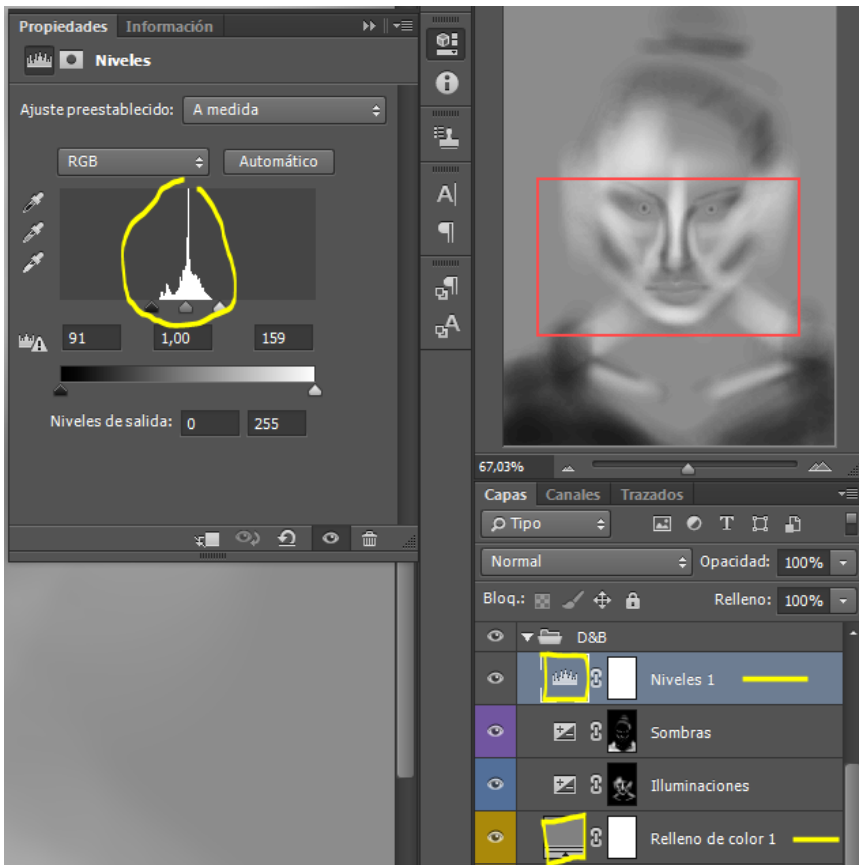 Propiedades Información
Niveles
Ajuste preestablecido: A medida
RGB Automático
91 1,00 159
Niveles de salida: 0 255
A
A
67,03%
Capas Canales Trazados
Tipo T
Normal Opacidad: 100%
Bloq.: Relleno: 100%
D&B
Niveles 1
Sombras
Illuminaciones
Relleno de color 1